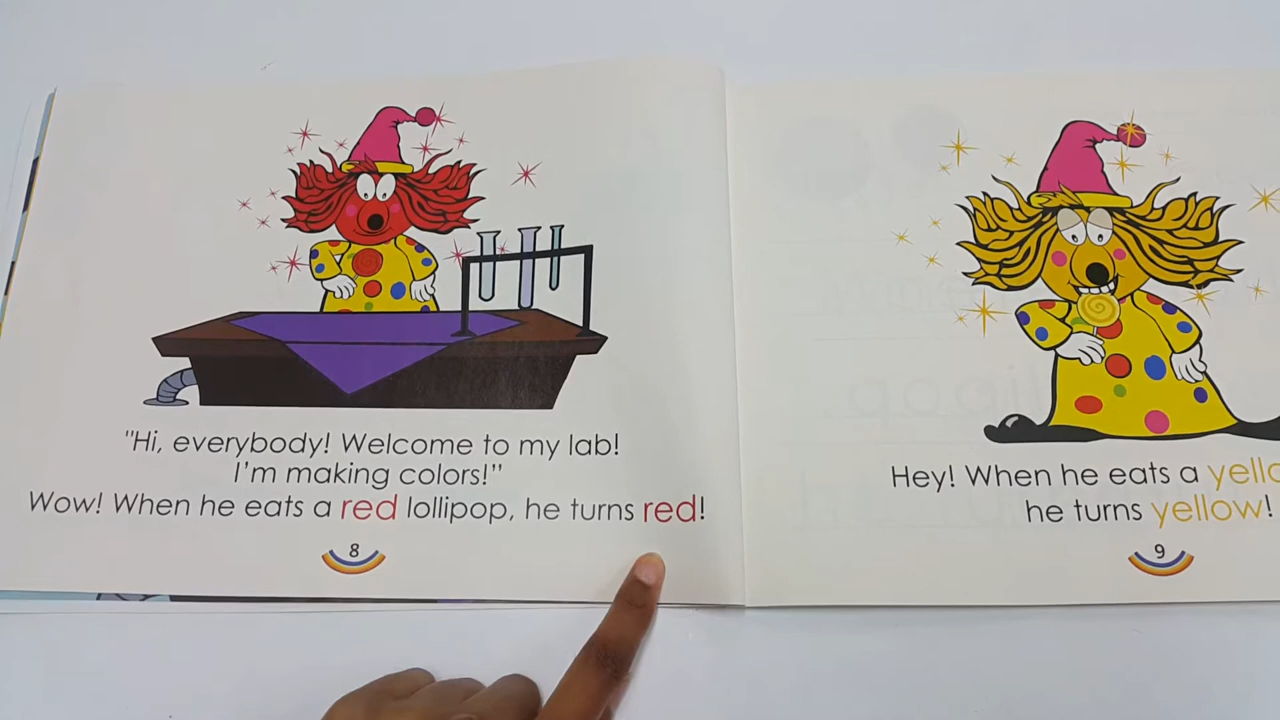 "Hi, everybody! Welcome to my lab!
I'm making colors!"
Wow! When he eats a red lollipop, he turns red!
8
Hey! When he eats a
he turns yellow!
9